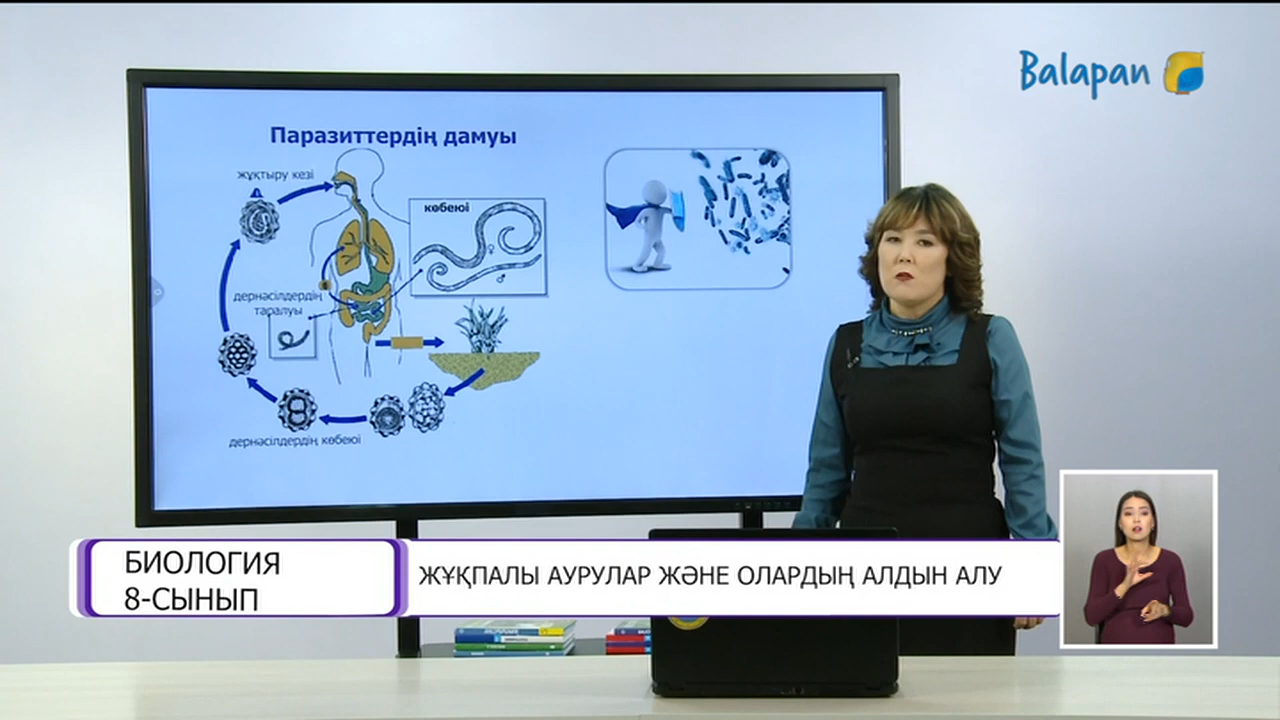 Balapan
Паразиттердің дамуы
жұқтыру кезі
көбеюі
дернәсілдердің
таралуы
дернәсілдердің көбеюі
БИОЛОГИЯ
8-СЫНЫП
ЖҰҚПАЛЫ АУРУЛАР ЖӘНЕ ОЛАРДЫҢ АЛДЫН АЛУ